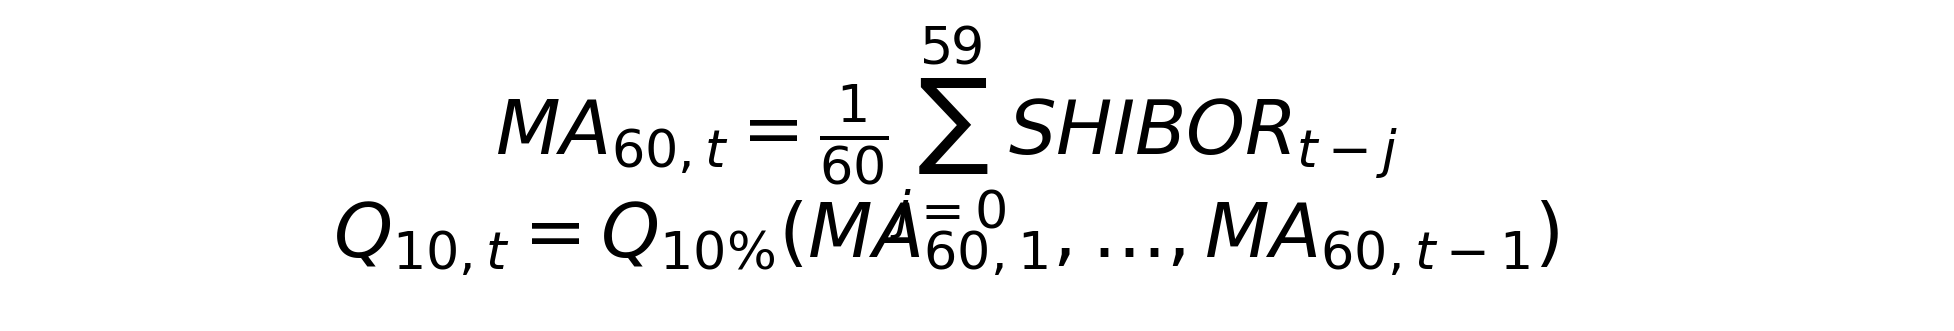 MA_{60,t} = \frac{1}{60} \sum_{j=0}^{59} SHIBOR_{t-j}
Q_{10,t} = Q_{10%}(MA_{60,1}, ..., MA_{60,t-1})